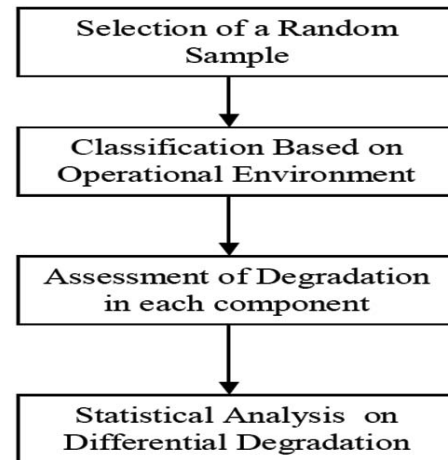 Selection of a Random
Sample
Classification Based on
Operational Environment
Assessment of Degradation
in each component
Statistical Analysis on
Differential Degradation